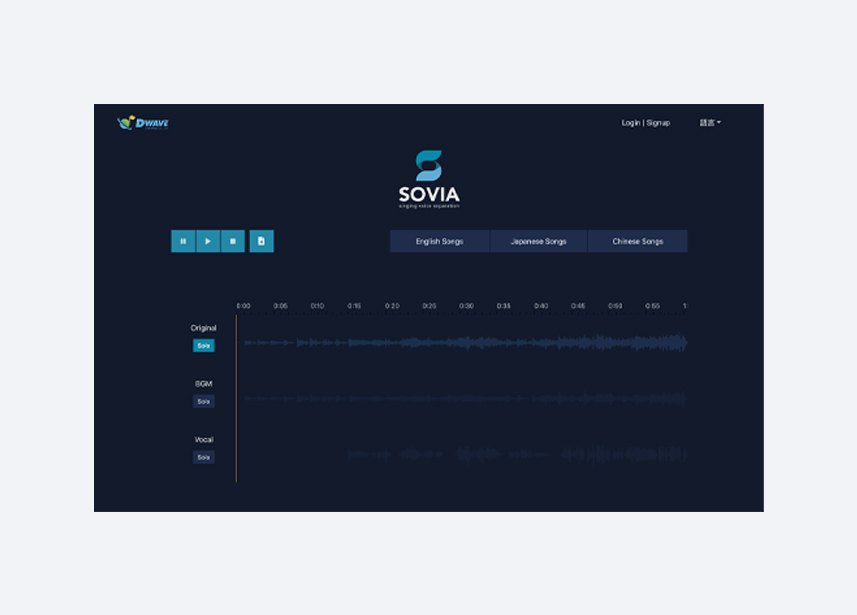 DWAVE
Login | Signup
語言
SOVIA
singing voice separation
English Songs
Japanese Songs
Chinese Songs
0:00 0:05 0:10 0:15 0:20 0:25 0:30 0:35 0:40 0:45 0:50 0:55 1:
Original
Solo
BGM
Solo
Vocal
Solo